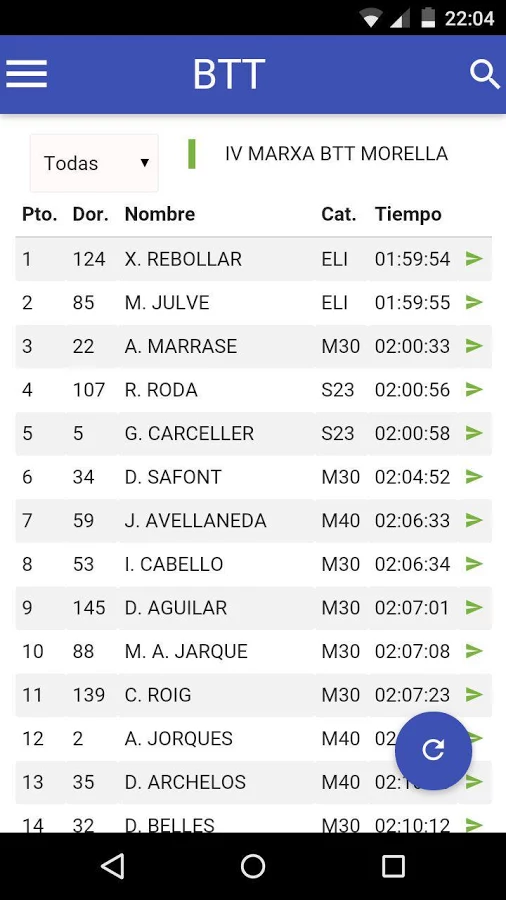 22:04
BTT
Todas
IV MARXA BTT MORELLA
Pto. Dor. Nombre Cat. Tiempo
1 124 X. REBOLLAR ELI 01:59:54
2 85 M. JULVE ELI 01:59:55
3 22 A. MARRASE M30 02:00:33
4 107 R. RODA S23 02:00:56
5 5 G. CARCELLER S23 02:00:58
6 34 D. SAFONT M30 02:04:52
7 59 J. AVELLANEDA M40 02:06:33
8 53 I. CABELLO M30 02:06:34
9 145 D. AGUILAR M30 02:07:01
10 88 M. A. JARQUE M30 02:07:08
11 139 C. ROIG M30 02:07:23
12 2 A. JORQUES M40
13 35 D. ARCHELOS M40
14 32 D. BELLES M30 02:10:12